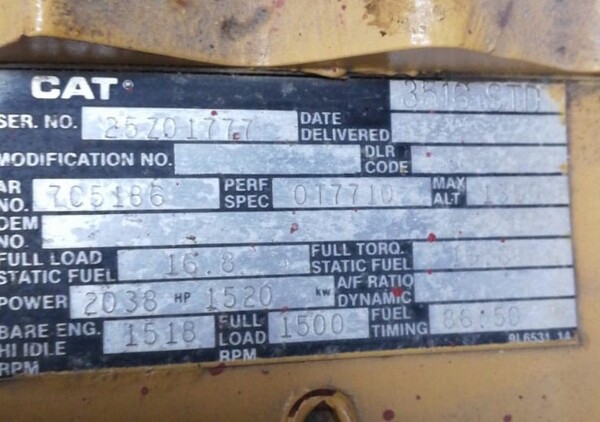 CAT® 3516 STD
SER. NO. 25Z01777 DATE DELIVERED
MODIFICATION NO. DLR CODE
AR NO. 7C5186 PERF SPEC 0T7710 MAX ALT
OEM NO.
FULL LOAD STATIC FUEL 16.8 FULL TORQ. STATIC FUEL
POWER 2038 HP 1520 kw A/F RATIO DYNAMIC
BARE ENG. HI IDLE RPM 1518 FULL LOAD RPM 1500 FUEL TIMING 86.50
9L6531 14